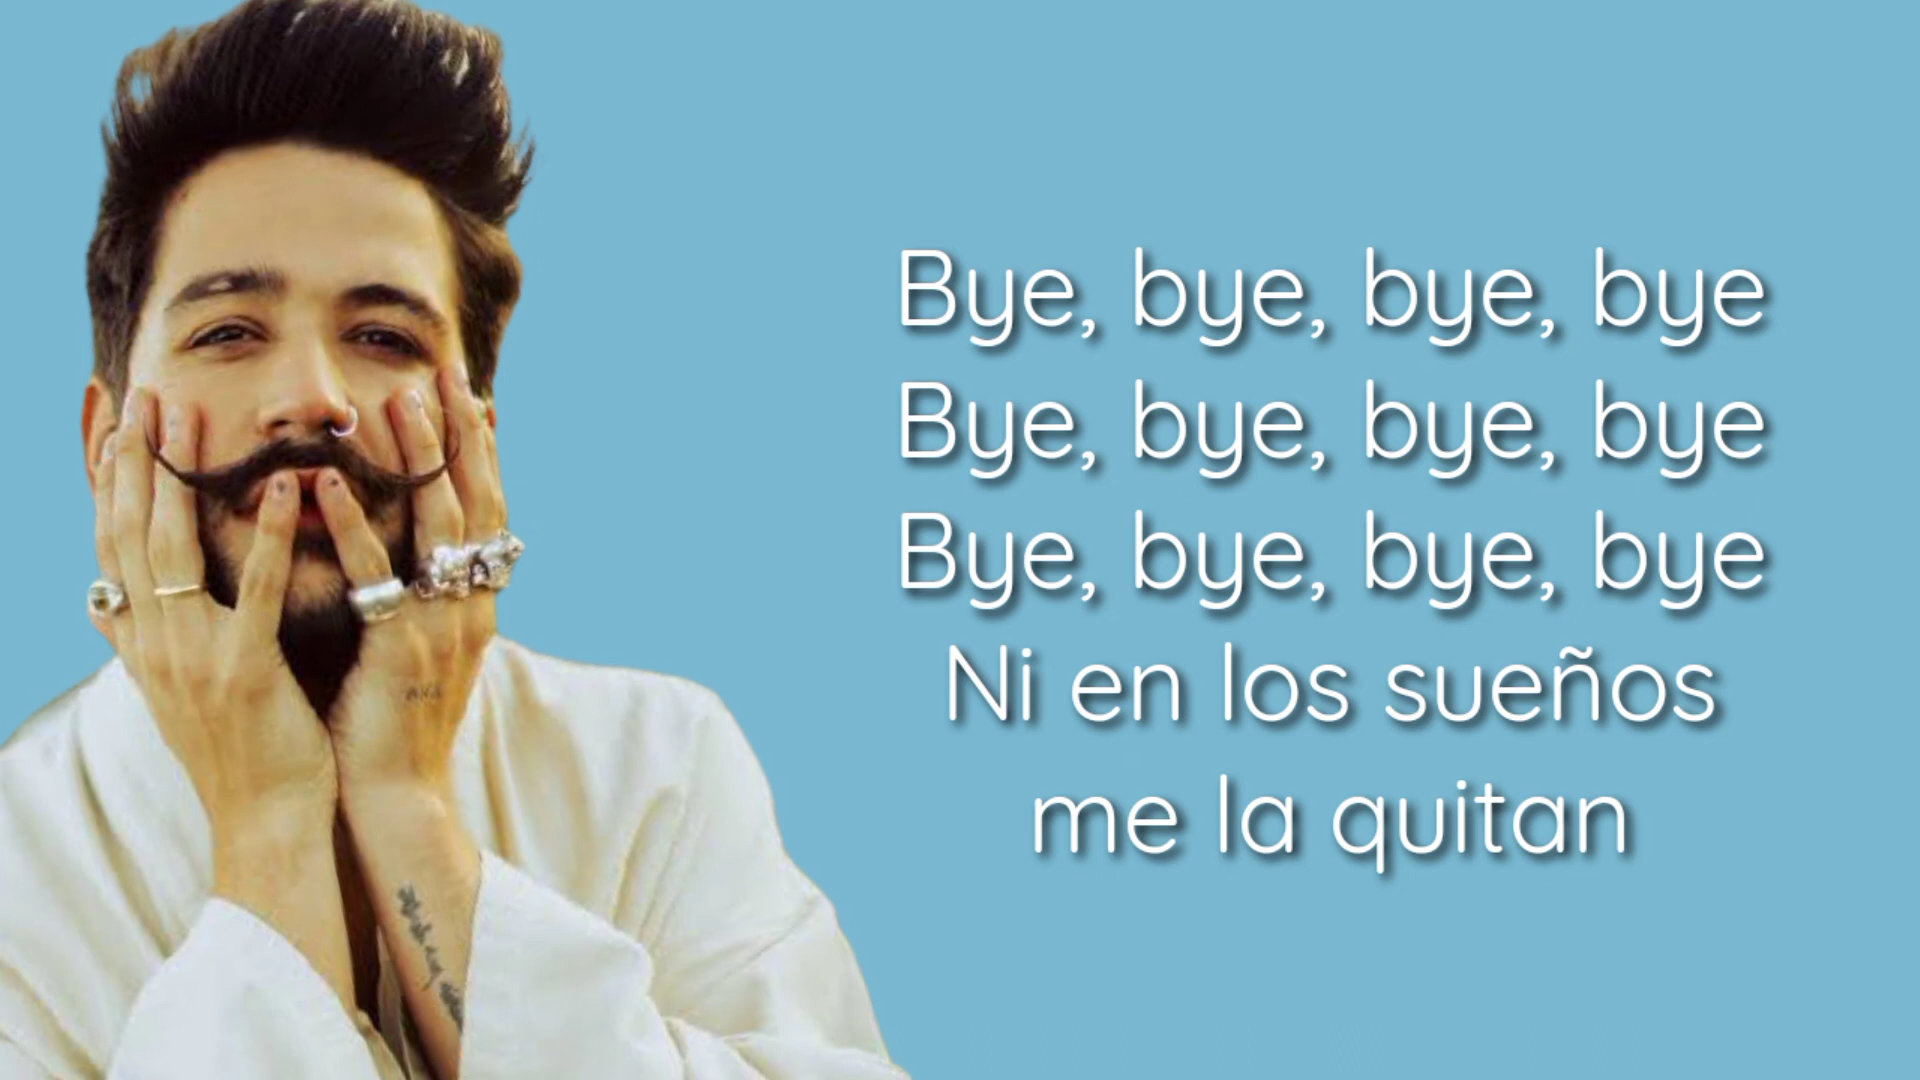 Bye, bye, bye, bye
Bye, bye, bye, bye
Bye, bye, bye, bye
Ni en los sueños
me la quitan